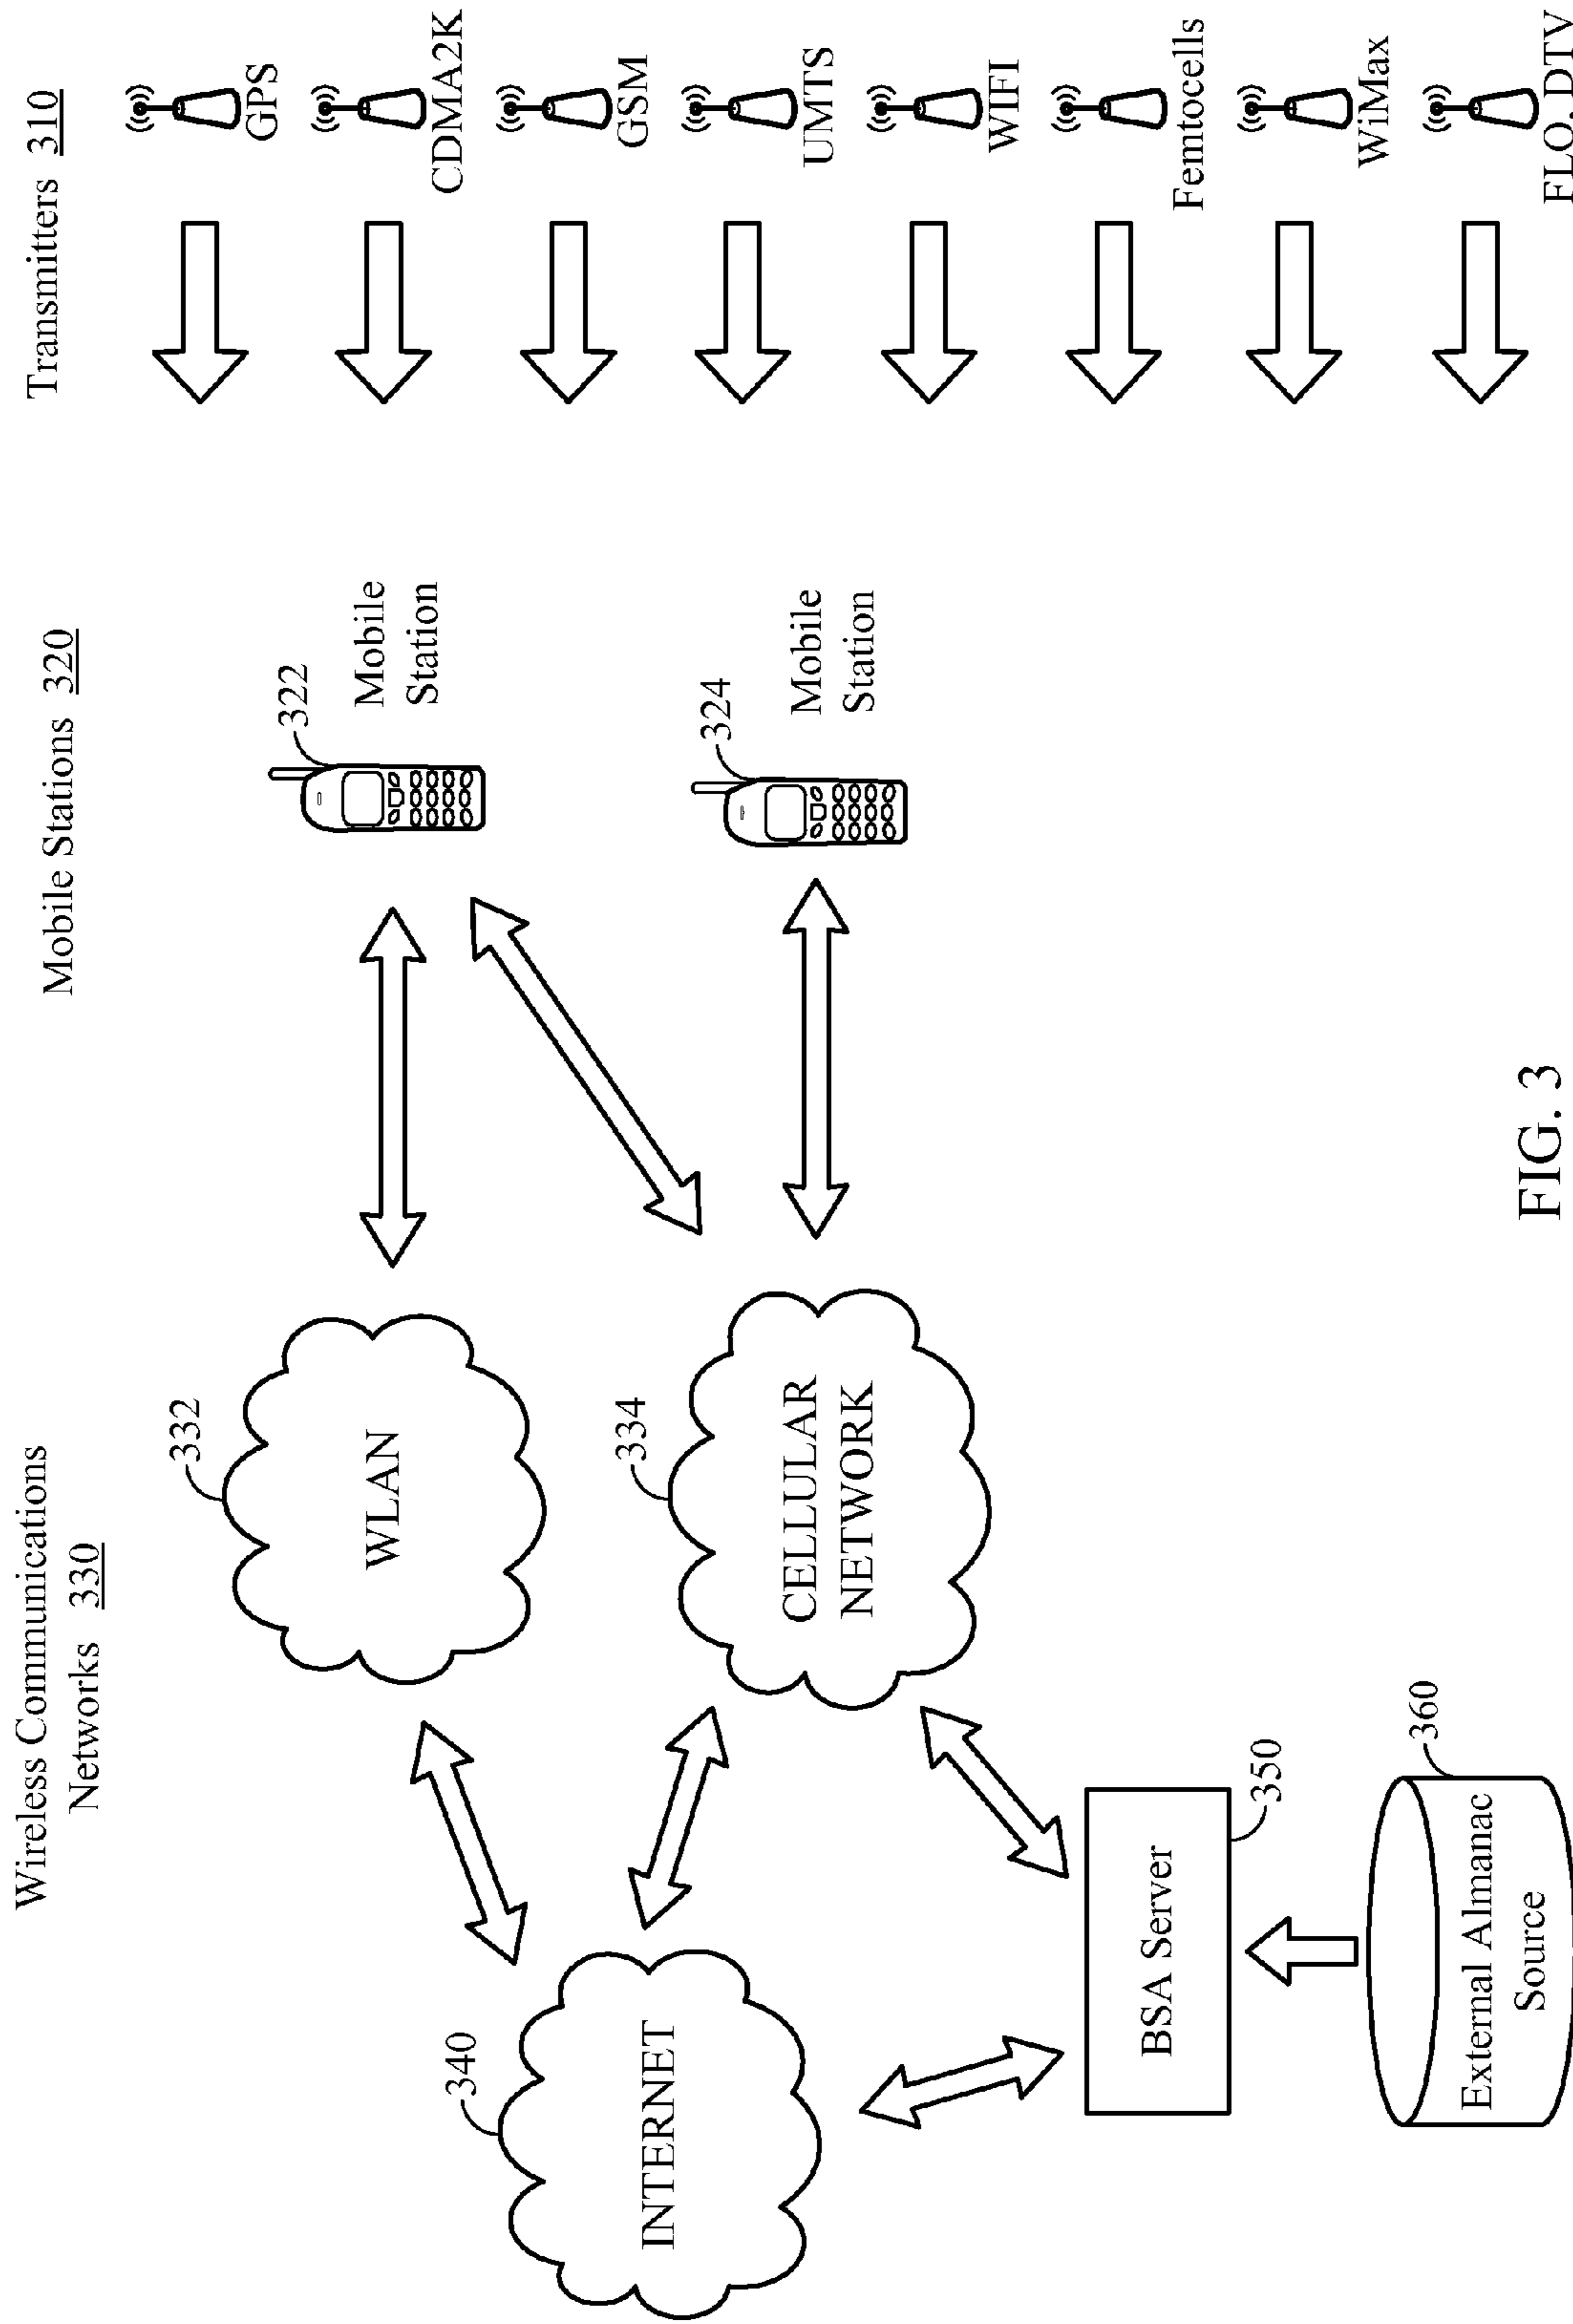 Wireless Communications
Networks 330
Mobile Stations 320
Transmitters 310
332
WLAN
322
Mobile
Station
GPS
CDMA2K
334
CELLULAR
NETWORK
324
Mobile
Station
GSM
UMTS
340
INTERNET
WIFI
Femtocells
BSA Server
350
WiMax
External Almanac
Source
360
FLO, DTV
FIG. 3